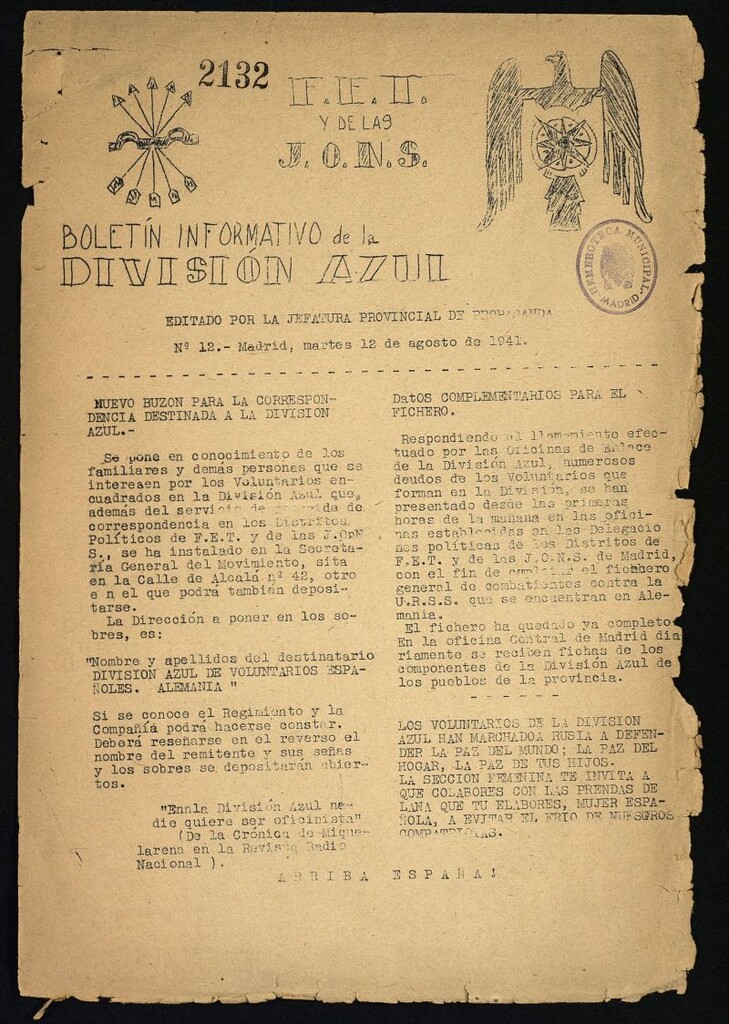 2132
F.E.T.
Y DE LAS
J.O.N.S.
BOLETÍN INFORMATIVO de la
DIVISIÓN AZUL
HEMEROTECA MUNICIPAL
MADRID
EDITADO POR LA JEFATURA PROVINCIAL DE PROPAGANDA
Nº 12.- Madrid, martes 12 de agosto de 1941.
NUEVO BUZON PARA LA CORRESPON-
DENCIA DESTINADA A LA DIVISION
AZUL.-
Se pone en conocimiento de los
familiares y demás personas que se
interesen por los Voluntarios en-
cuadrados en la División Azul que,
además del servicio de recogida de
correspondencia en los Distritos
Políticos de F.E.T. y de las J.OpN
S., se ha instalado en la Secreta-
ría General del Movimiento, sita
en la Calle de Alcalá nº 42, otro
e n el que podrá también deposi-
tarse.
La Dirección a poner en los so-
bres, es:
"Nombre y apellidos del destinatario
DIVISION AZUL DE VOLUNTARIOS ESPA-
ÑOLES. ALEMANIA "
Si se conoce el Regimiento y la
Compañía podrá hacerse constar.
Deberá reseñarse en el reverso el
nombre del remitente y sus señas
y los sobres se depositarán abier-
tos.
"Ennla División Azul na-
die quiere ser oficinista"
(De la Crónica de Mique-
larena en la Revista Radio
Nacional ).
DatOS COMPLEMENTARIOS PARA EL
FICHERO.
Respondiendo al llamamiento efec-
tuado por las Oficinas de Enlace
de la División Azul, numerosos
deudos de los Voluntarios que
forman en la División, se han
presentado desde las primeras
horas de la mañana en las ofici-
nas establecidas en las Delegacio
nes políticas de los Distritos de
F.E.T. y de las J.O.N.S. de Madrid,
con el fin de completar el fichhero
general de combatientes contra la
U.R.S.S. que se encuentran en Ale-
mania.
El fichero ha quedado ya completo
En la oficina Central de Madrid dia
riamente se reciben fichas de los
componentes de la División Azul de
los pueblos de la provincia.
LOS VOLUNTARIOS DE LA DIVISION
AZUL HAN MARCHADOA RUSIA A DEFEN-
DER LA PAZ DEL MUNDO; LA PAZ DEL
HOGAR, LA PAZ DE TUS HIJOS.
LA SECCION FEMENINA TE INVITA A
QUE COLABORES CON LAS PRENDAS DE
LANA QUE TU ELABORES, MUJER ESPA-
ÑOLA, A EVITAR EL FRIO DE NUESGROS
COMPATRIOTAS.
ARRIBA ESPAÑA!